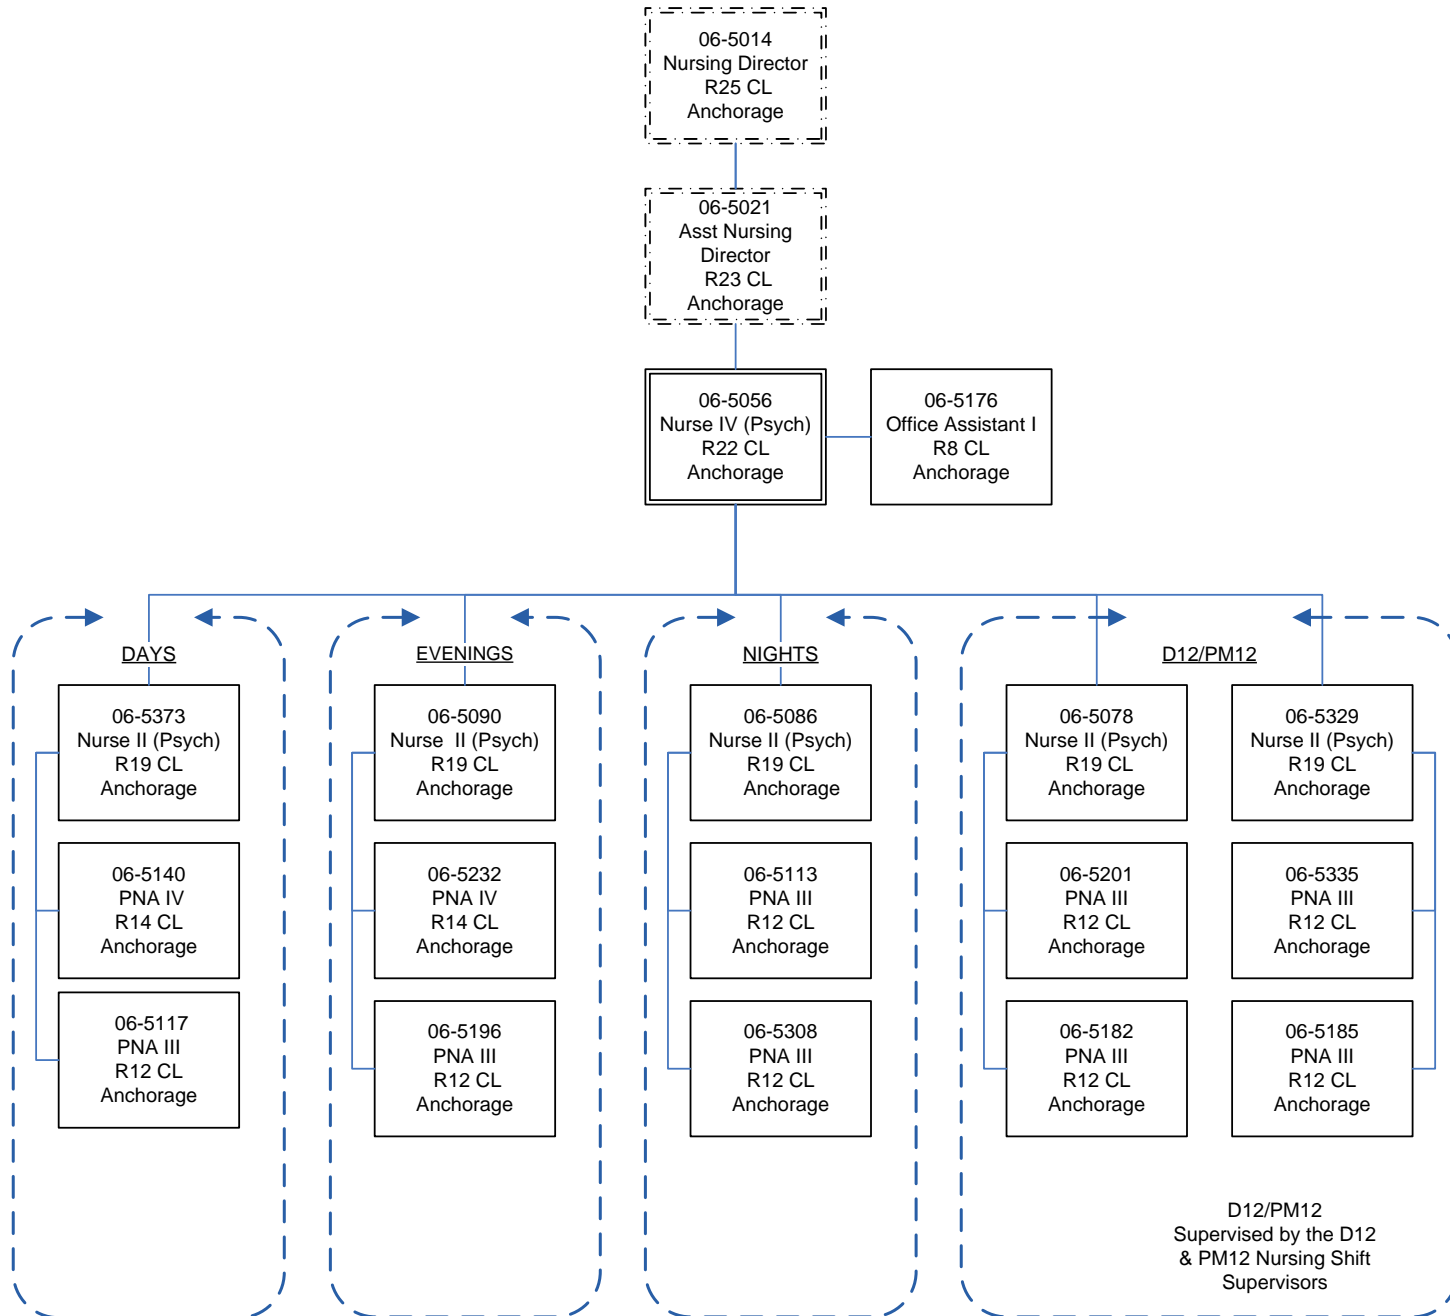 06-5014
Nursing Director
R25 CL
Anchorage
06-5021
Asst Nursing
Director
R23 CL
Anchorage
06-5056
Nurse IV (Psych)
R22 CL
Anchorage
06-5176
Office Assistant I
R8 CL
Anchorage
DAYS
06-5373
Nurse II (Psych)
R19 CL
Anchorage
06-5140
PNA IV
R14 CL
Anchorage
06-5117
PNA III
R12 CL
Anchorage
EVENINGS
06-5090
Nurse  II (Psych)
R19 CL
Anchorage
06-5232
PNA IV
R14 CL
Anchorage
06-5196
PNA III
R12 CL
Anchorage
NIGHTS
06-5086
Nurse II (Psych)
R19 CL
Anchorage
06-5113
PNA III
R12 CL
Anchorage
06-5308
PNA III
R12 CL
Anchorage
D12/PM12
06-5078
Nurse II (Psych)
R19 CL
Anchorage
06-5201
PNA III
R12 CL
Anchorage
06-5182
PNA III
R12 CL
Anchorage
06-5329
Nurse II (Psych)
R19 CL
Anchorage
06-5335
PNA III
R12 CL
Anchorage
06-5185
PNA III
R12 CL
Anchorage
D12/PM12
Supervised by the D12
& PM12 Nursing Shift
Supervisors